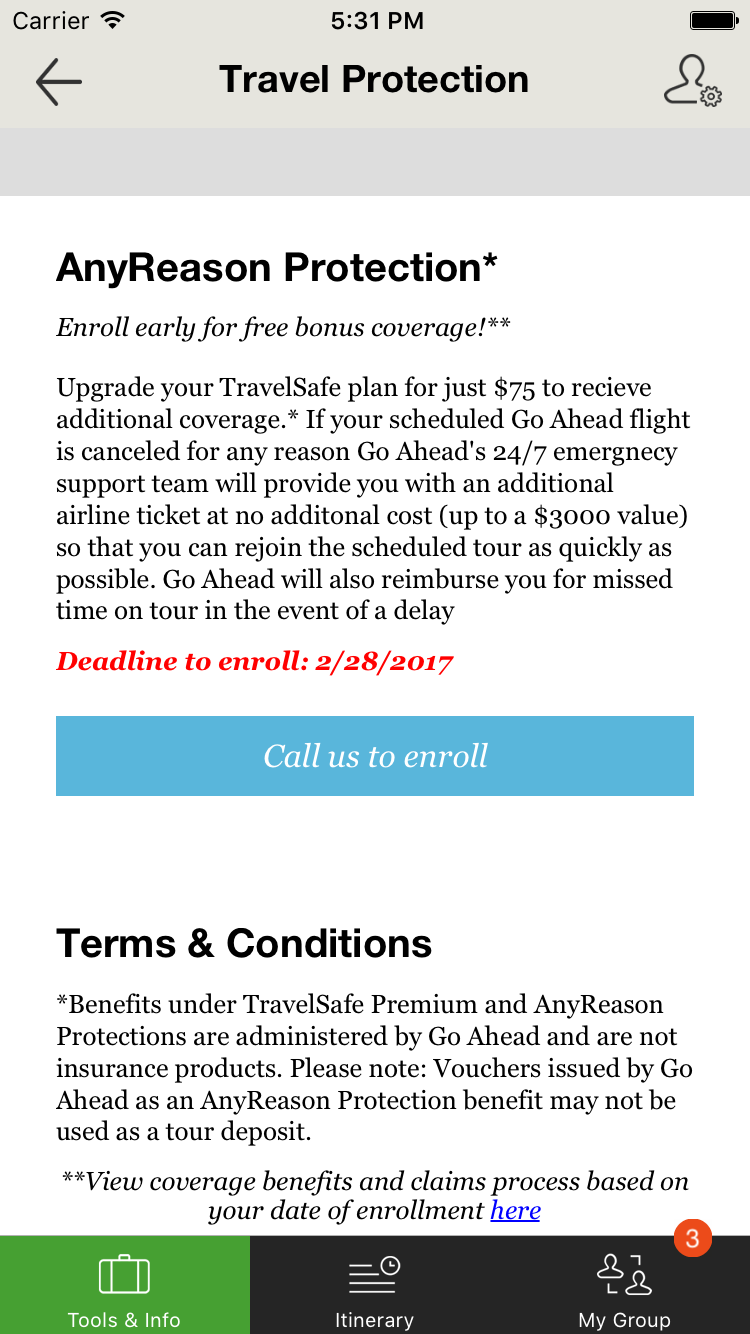 Carrier 5:31 PM
Travel Protection
AnyReason Protection*
Enroll early for free bonus coverage!**
Upgrade your TravelSafe plan for just $75 to recieve
additional coverage.* If your scheduled Go Ahead flight
is canceled for any reason Go Ahead's 24/7 emergnecy
support team will provide you with an additional
airline ticket at no additonal cost (up to a $3000 value)
so that you can rejoin the scheduled tour as quickly as
possible. Go Ahead will also reimburse you for missed
time on tour in the event of a delay
Deadline to enroll: 2/28/2017
Call us to enroll
Terms & Conditions
*Benefits under TravelSafe Premium and AnyReason
Protections are administered by Go Ahead and are not
insurance products. Please note: Vouchers issued by Go
Ahead as an AnyReason Protection benefit may not be
used as a tour deposit.
**View coverage benefits and claims process based on
your date of enrollment here
3
Tools & Info Itinerary My Group